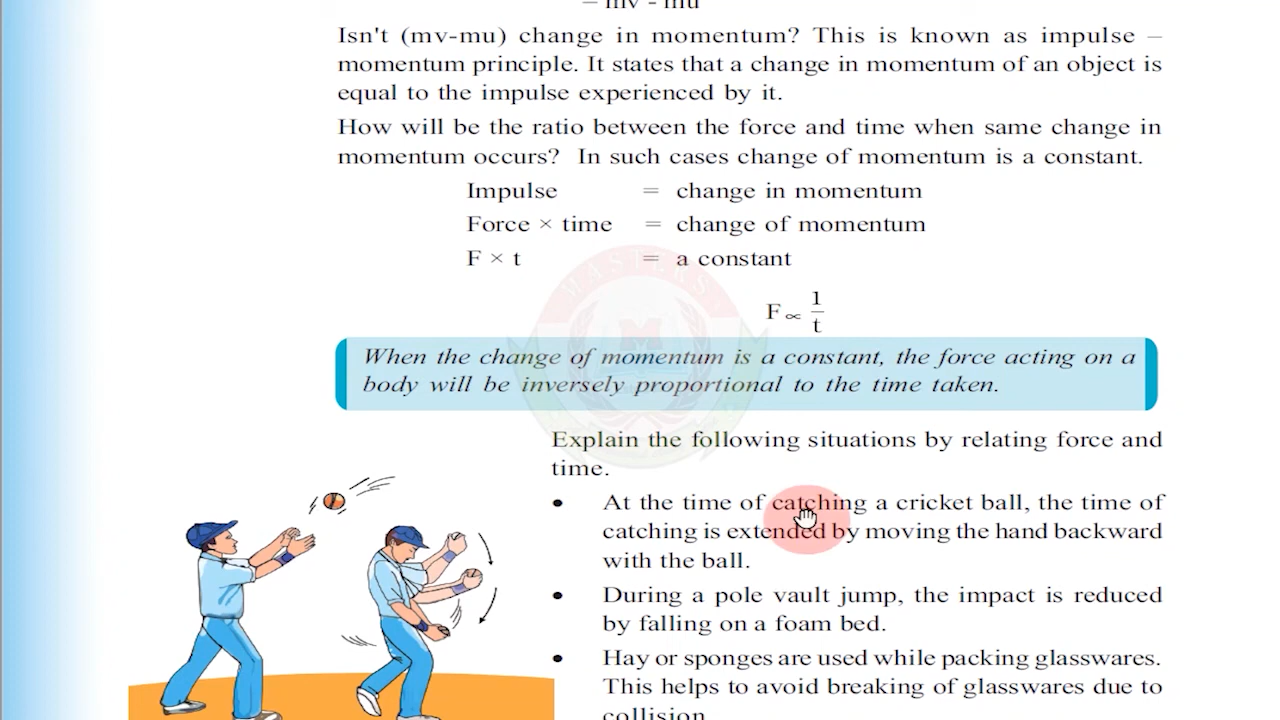 = mv - mu
Isn't (mv-mu) change in momentum? This is known as impulse –
momentum principle. It states that a change in momentum of an object is
equal to the impulse experienced by it.
How will be the ratio between the force and time when same change in
momentum occurs? In such cases change of momentum is a constant.
Impulse = change in momentum
Force × time = change of momentum
F × t = a constant
F ∝ 1/t
When the change of momentum is a constant, the force acting on a
body will be inversely proportional to the time taken.
Explain the following situations by relating force and
time.
• At the time of catching a cricket ball, the time of
catching is extended by moving the hand backward
with the ball.
• During a pole vault jump, the impact is reduced
by falling on a foam bed.
• Hay or sponges are used while packing glasswares.
This helps to avoid breaking of glasswares due to
collision.
MASTERS